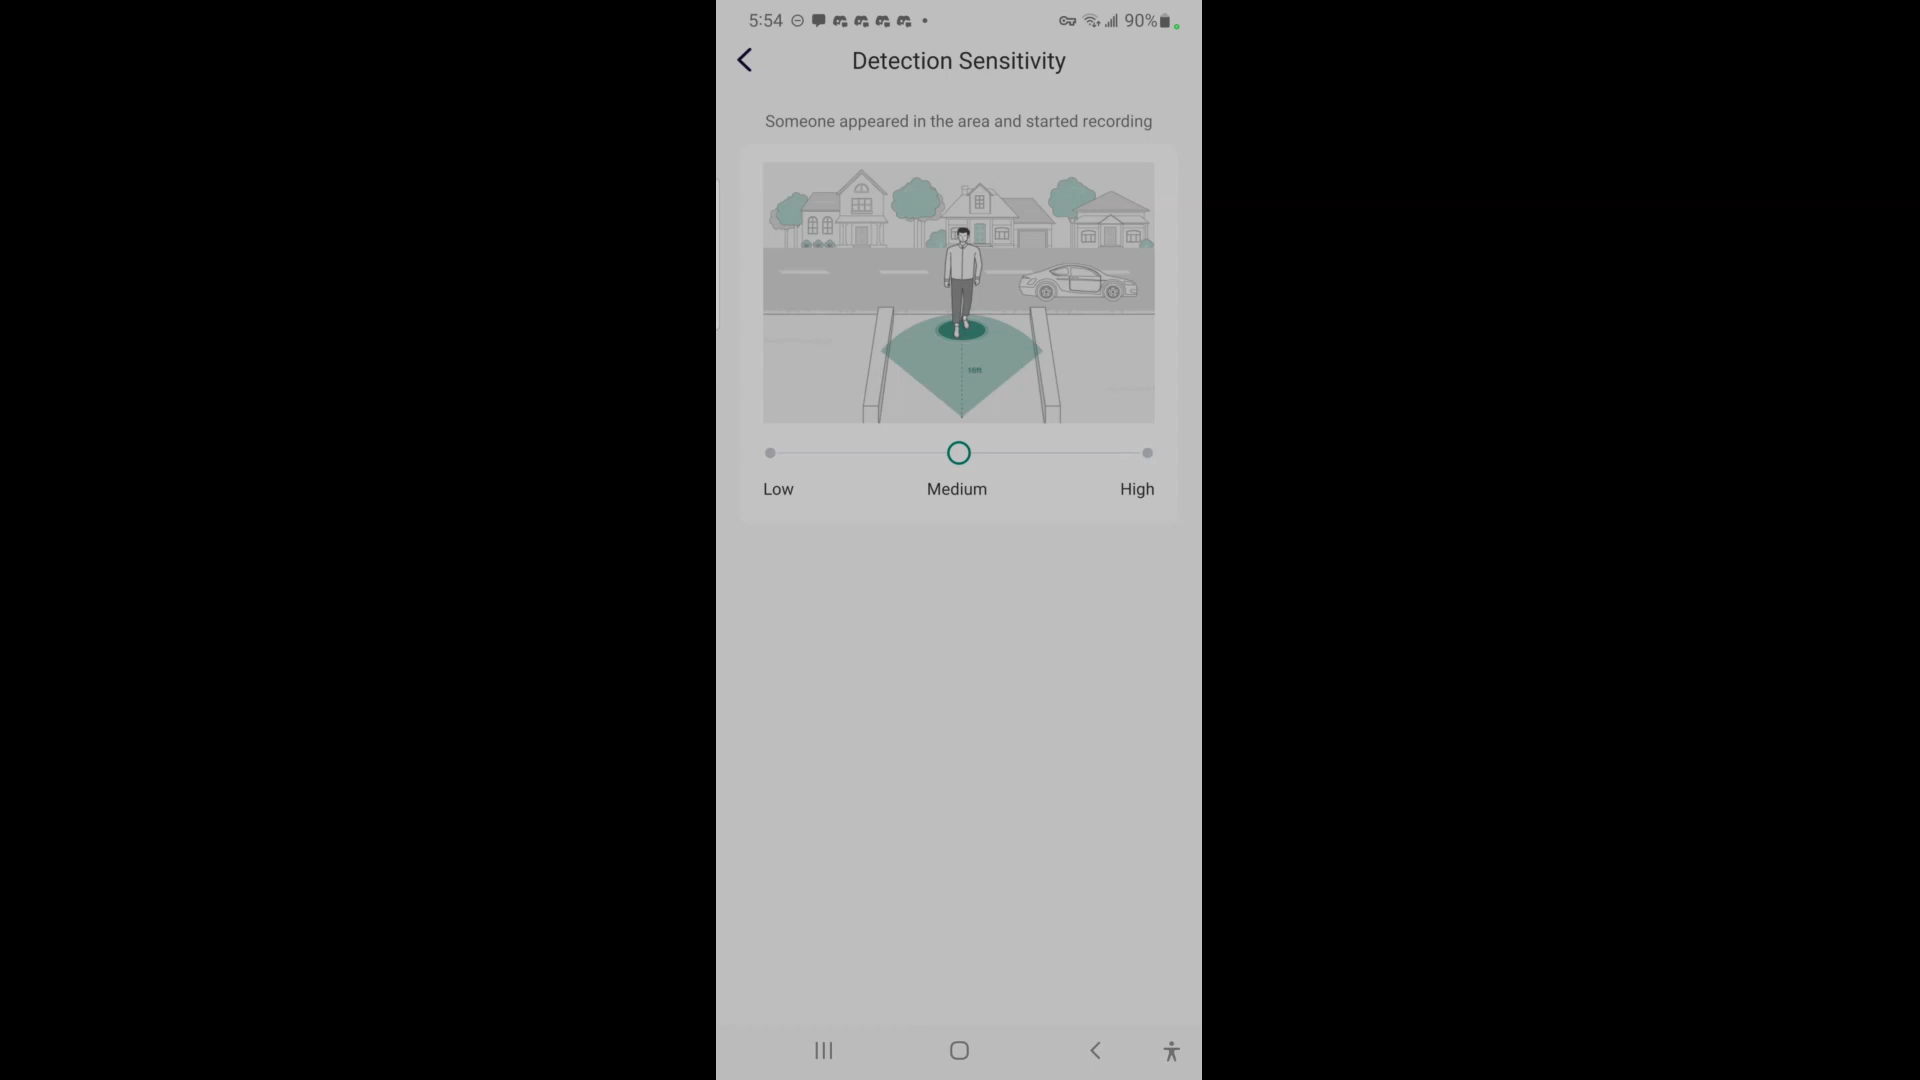 5:54
90%
Detection Sensitivity
Someone appeared in the area and started recording
Low Medium High